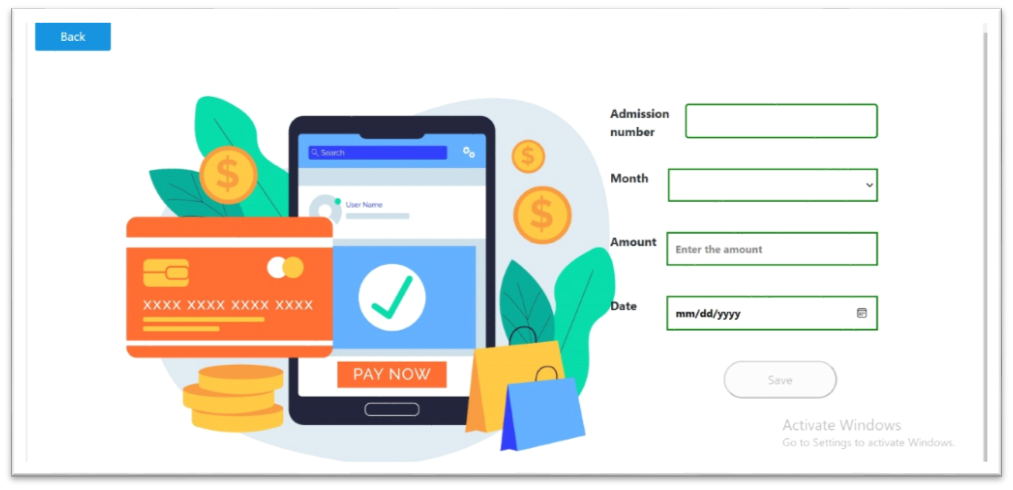 Back
Search
User Name
XXXX XXXX XXXX XXXX
PAY NOW
Admission
number
Month
Amount
Enter the amount
Date
mm/dd/yyyy
Save
Activate Windows
Go to Settings to activate Windows.